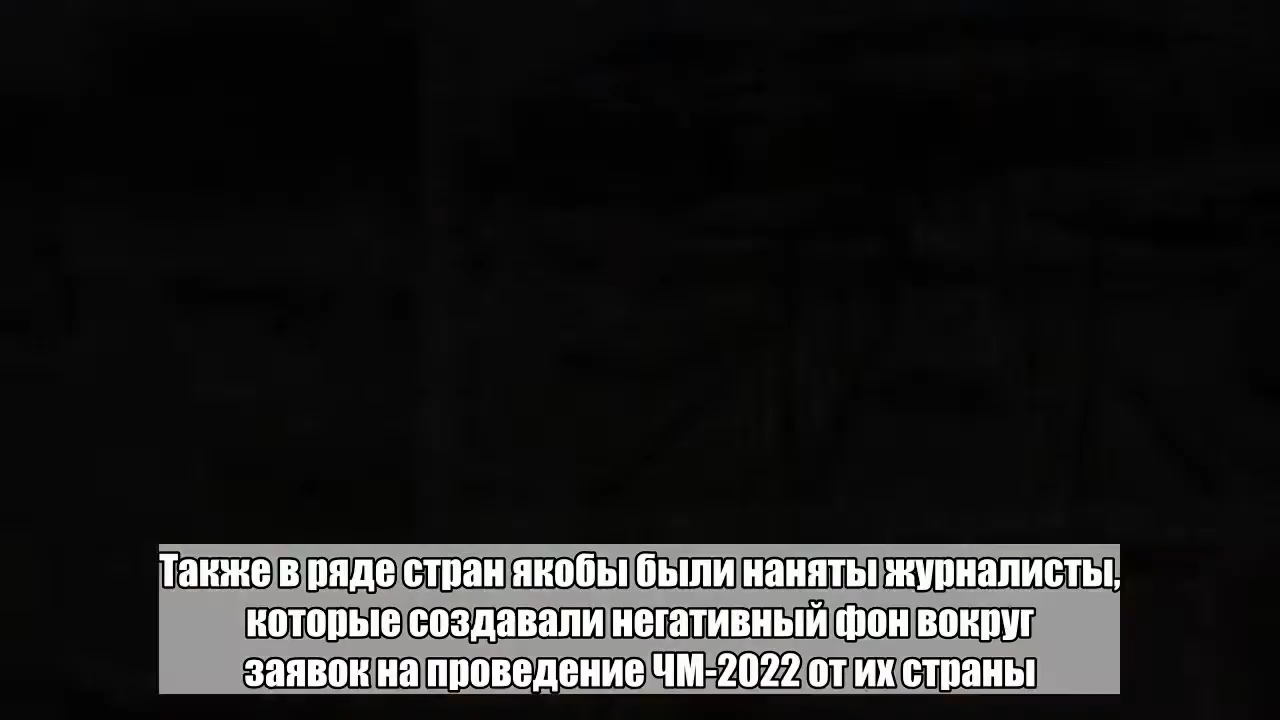 Также в ряде стран якобы были наняты журналисты,
которые создавали негативный фон вокруг
заявок на проведение ЧМ-2022 от их страны